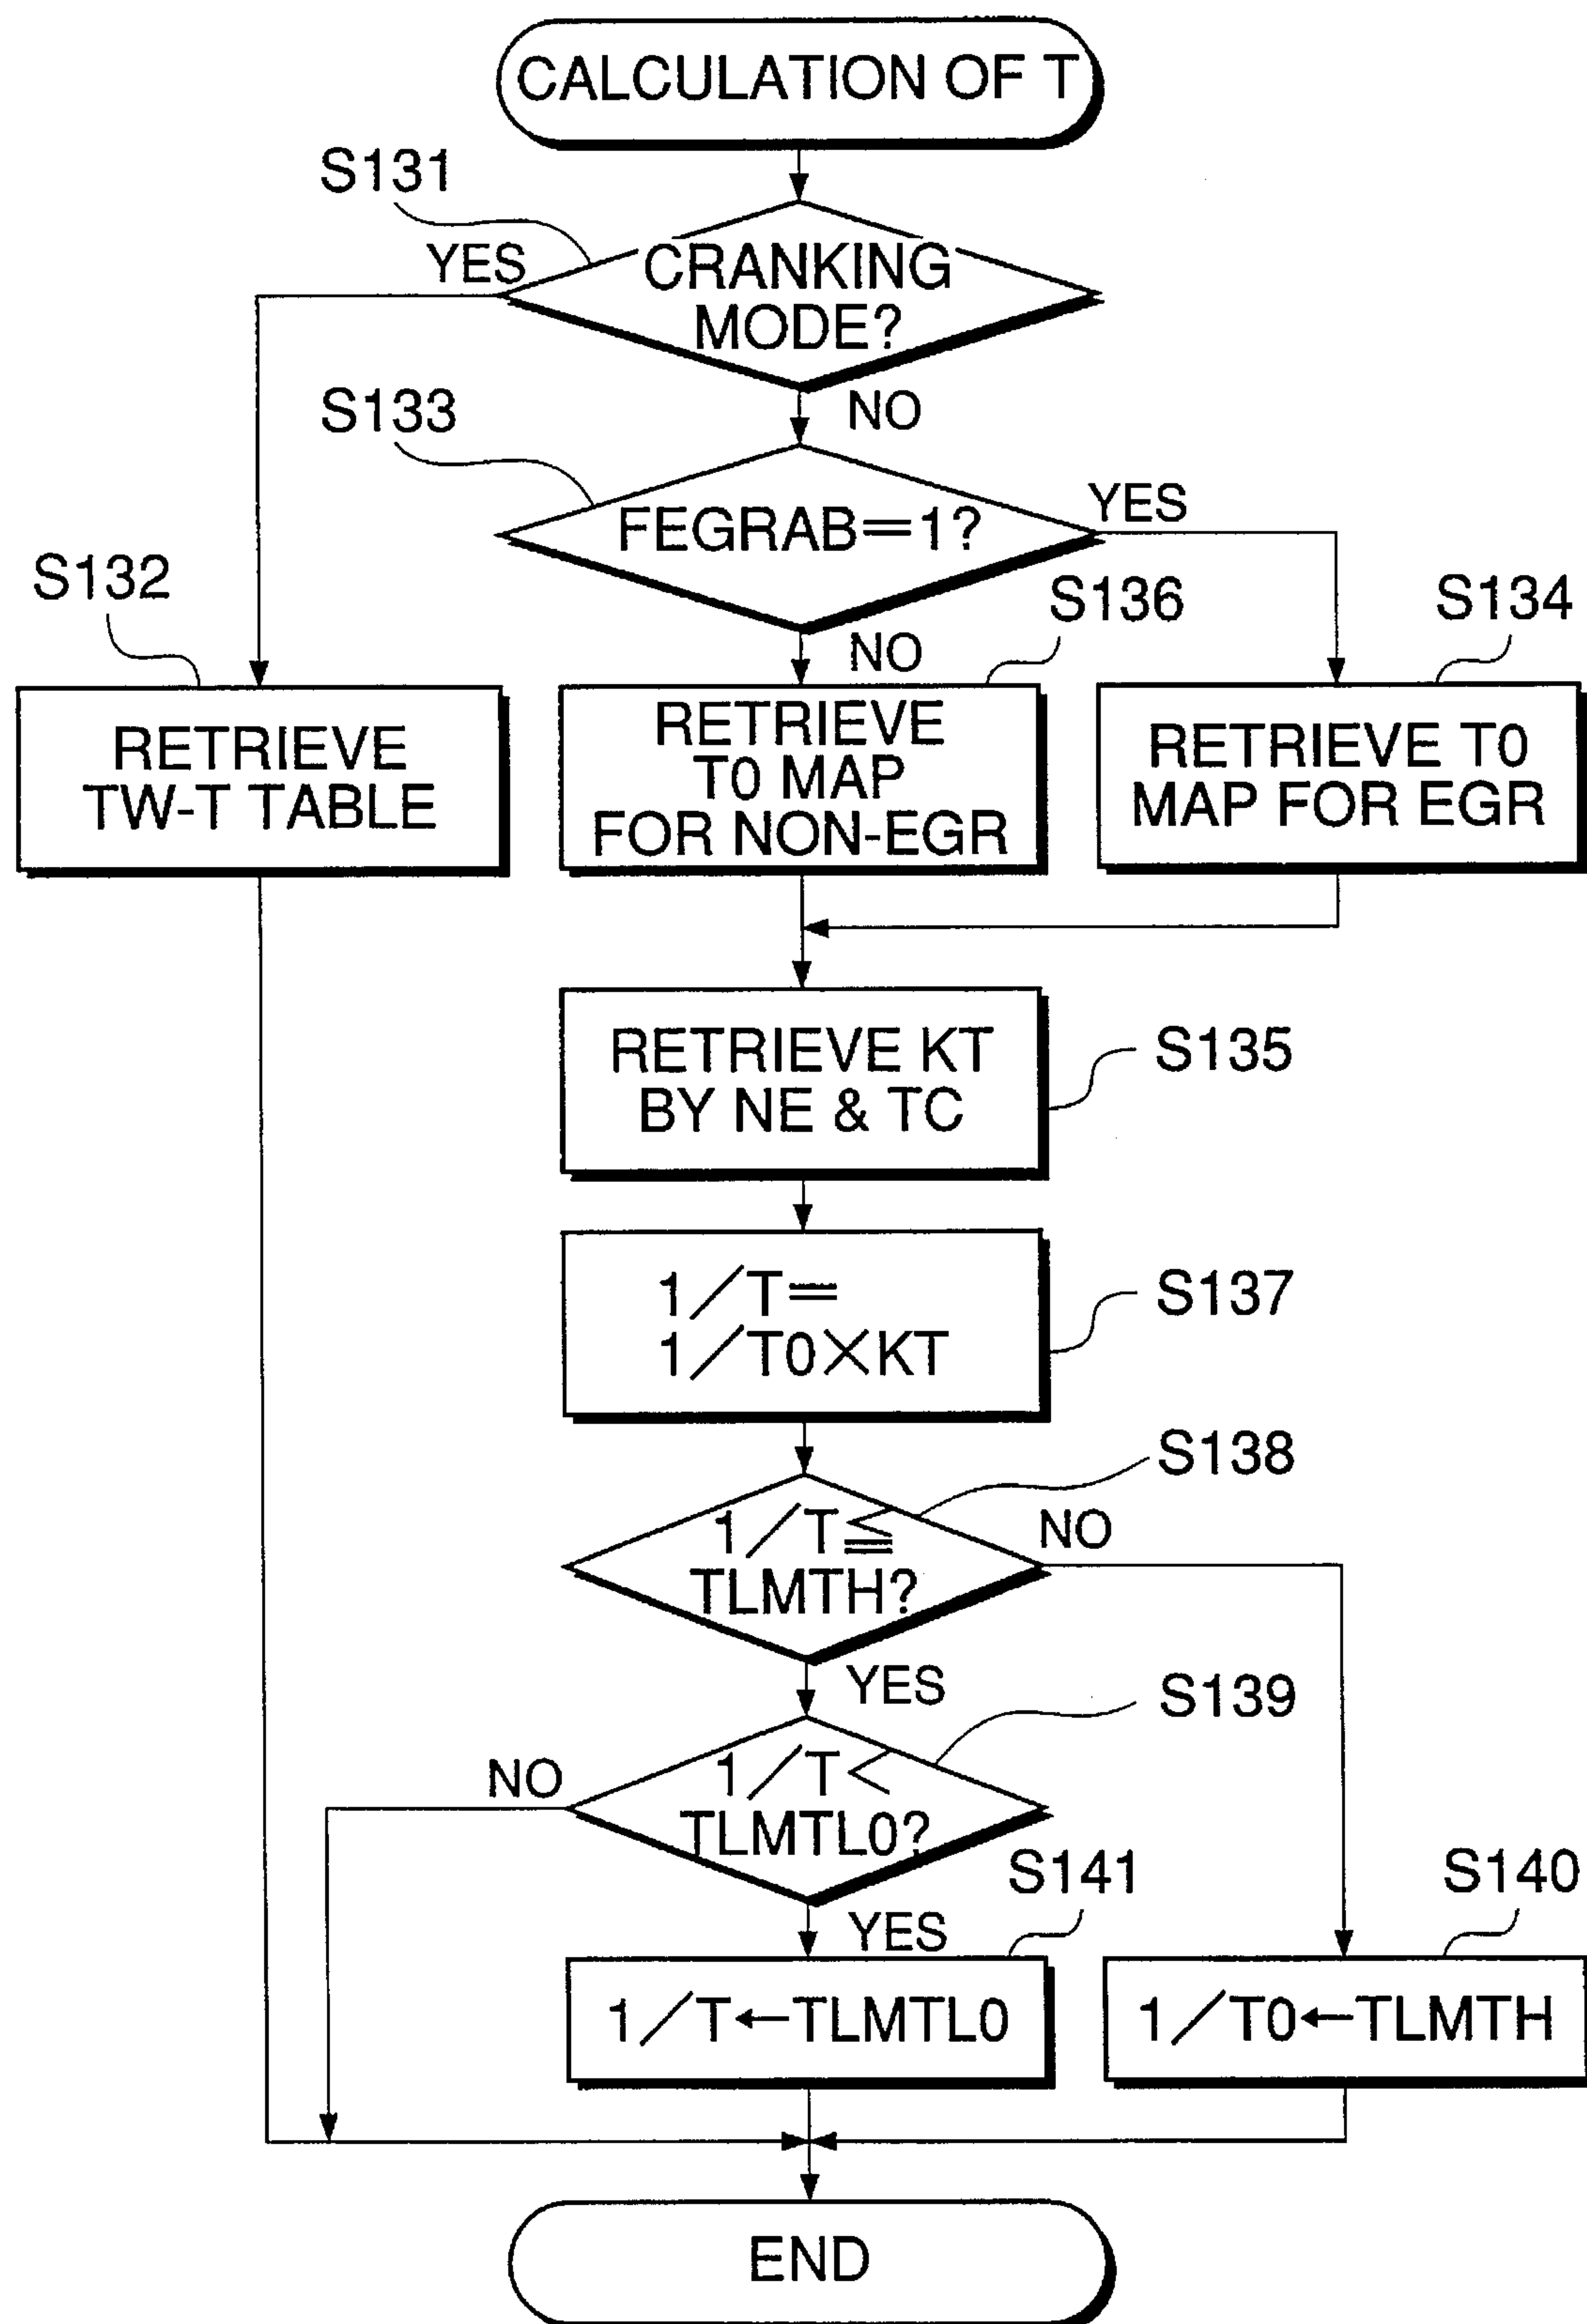 CALCULATION OF T
S131
YES
CRANKING
MODE?
NO
S133
FEGRAB=1?
YES
S132
NO
S136
S134
RETRIEVE
TW-T TABLE
RETRIEVE
T0 MAP
FOR NON-EGR
RETRIEVE T0
MAP FOR EGR
RETRIEVE KT
BY NE & TC
S135
1/T=
1/T0×KT
S137
S138
1/T≦
TLMTH?
NO
YES
S139
NO
1/T<
TLMTL0?
YES
S141
S140
1/T←TLMTL0
1/T0←TLMTH
END